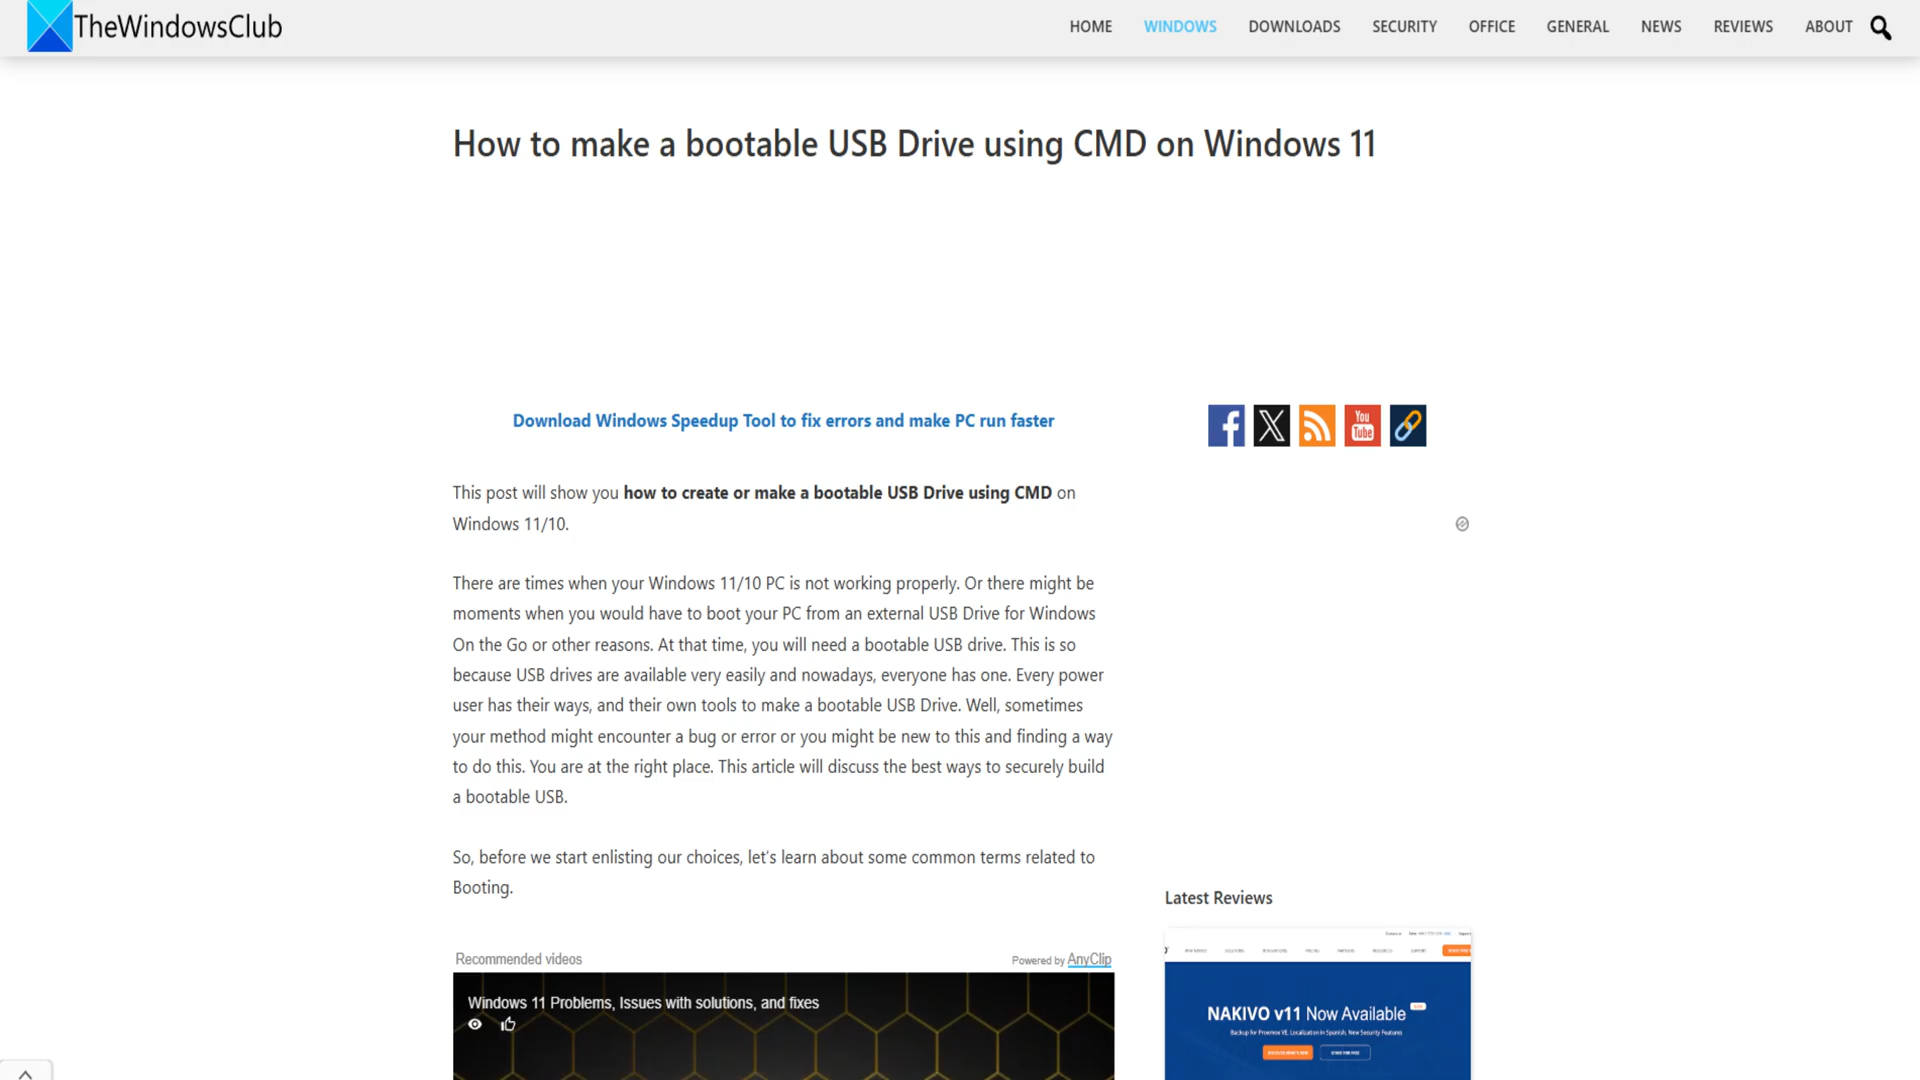 TheWindowsClub
HOME WINDOWS DOWNLOADS SECURITY OFFICE GENERAL NEWS REVIEWS ABOUT
How to make a bootable USB Drive using CMD on Windows 11
Download Windows Speedup Tool to fix errors and make PC run faster
You
Tube
This post will show you how to create or make a bootable USB Drive using CMD on
Windows 11/10.
There are times when your Windows 11/10 PC is not working properly. Or there might be
moments when you would have to boot your PC from an external USB Drive for Windows
On the Go or other reasons. At that time, you will need a bootable USB drive. This is so
because USB drives are available very easily and nowadays, everyone has one. Every power
user has their ways, and their own tools to make a bootable USB Drive. Well, sometimes
your method might encounter a bug or error or you might be new to this and finding a way
to do this. You are at the right place. This article will discuss the best ways to securely build
a bootable USB.
So, before we start enlisting our choices, let's learn about some common terms related to
Booting.
Recommended videos
Powered by AnyClip
Windows 11 Problems, Issues with solutions, and fixes
Latest Reviews
NAKIVO v11 Now Available
Backup for Proxmox VE, Localization in Spanish, New Security Features